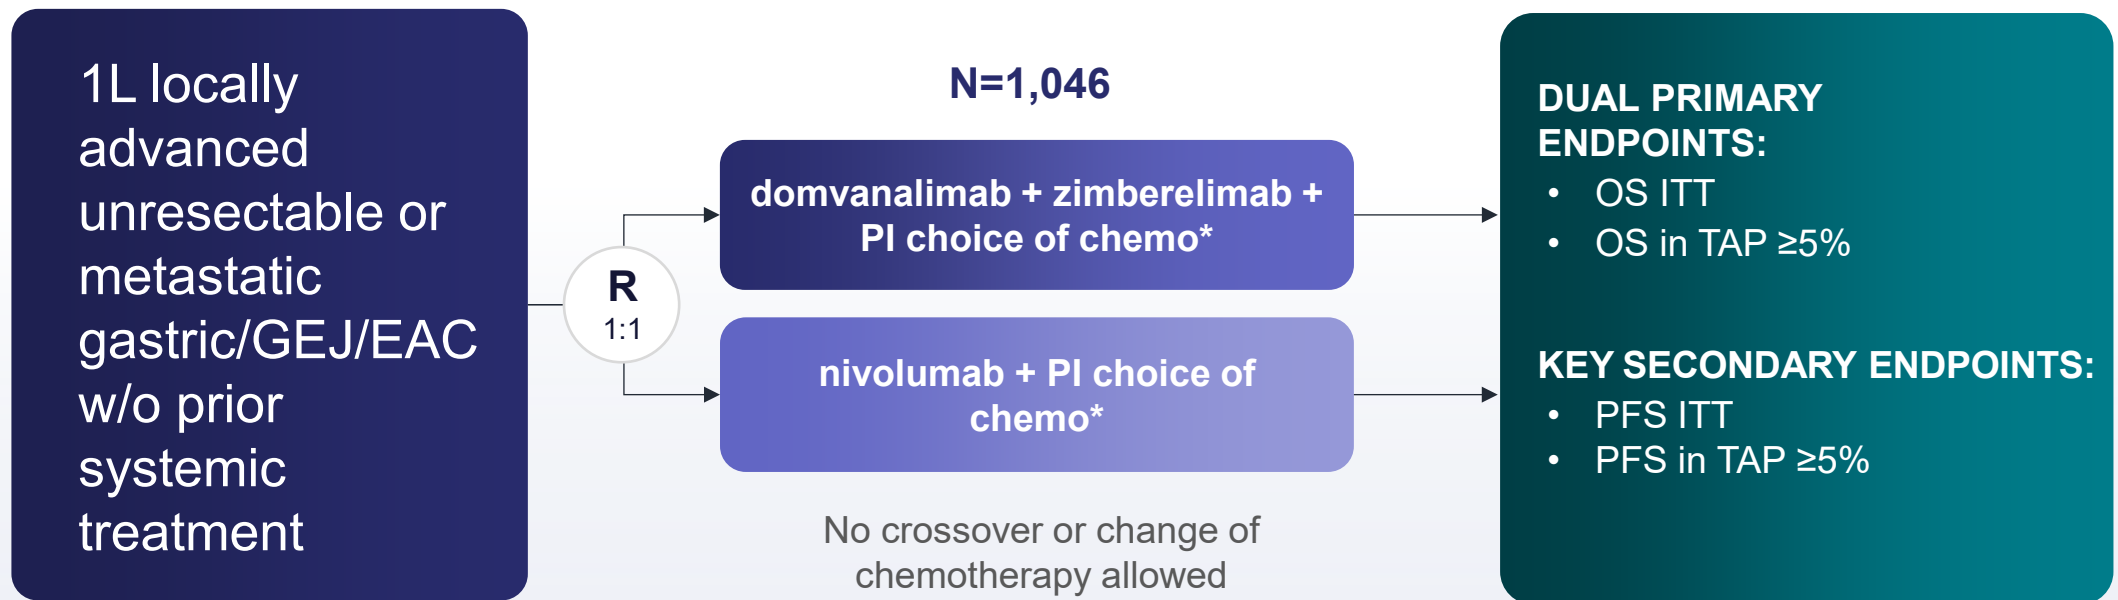 1L locally
advanced
unresectable or
metastatic
gastric/GEJ/EAC
w/o prior
systemic
treatment
R
1:1
N=1,046
domvanalimab + zimberelimab +
PI choice of chemo*
nivolumab + PI choice of
chemo*
No crossover or change of
chemotherapy allowed
DUAL PRIMARY
ENDPOINTS:
• OS ITT
• OS in TAP ≥5%
KEY SECONDARY ENDPOINTS:
• PFS ITT
• PFS in TAP ≥5%